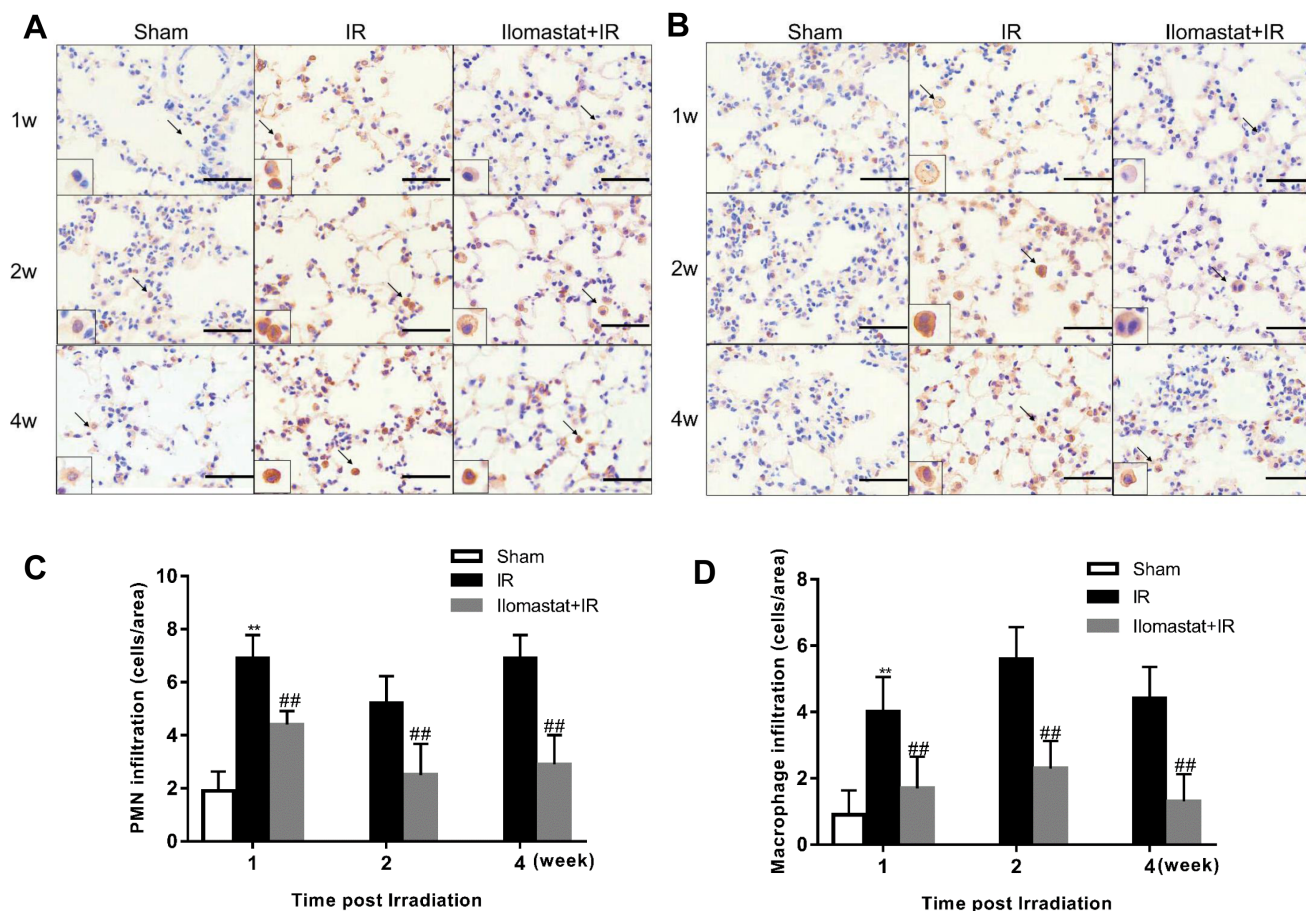 A
Sham IR Ilomastat+IR
1w
2w
4w
B
Sham IR Ilomastat+IR
1w
2w
4w
C
Sham
IR
Ilomastat+IR
PMN infiltration (cells/area)
10
8
6
4
2
0
**
##
##
##
1 2 4 (week)
Time post Irradiation
D
Sham
IR
Ilomastat+IR
Macrophage infiltration (cells/area)
8
6
4
2
0
**
##
##
##
1 2 4 (week)
Time post Irradiation